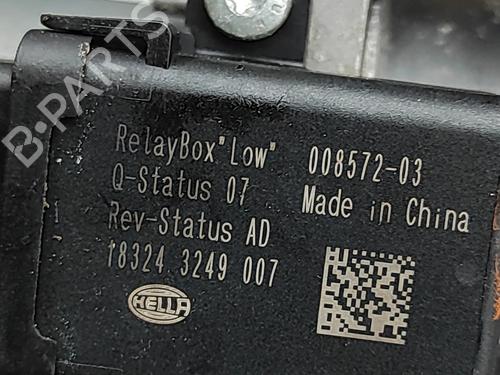 RelayBox"Low" 008572-03
Q-Status 07 Made in China
Rev-Status AD
18324 3249 007
HELLA
B-PARTS